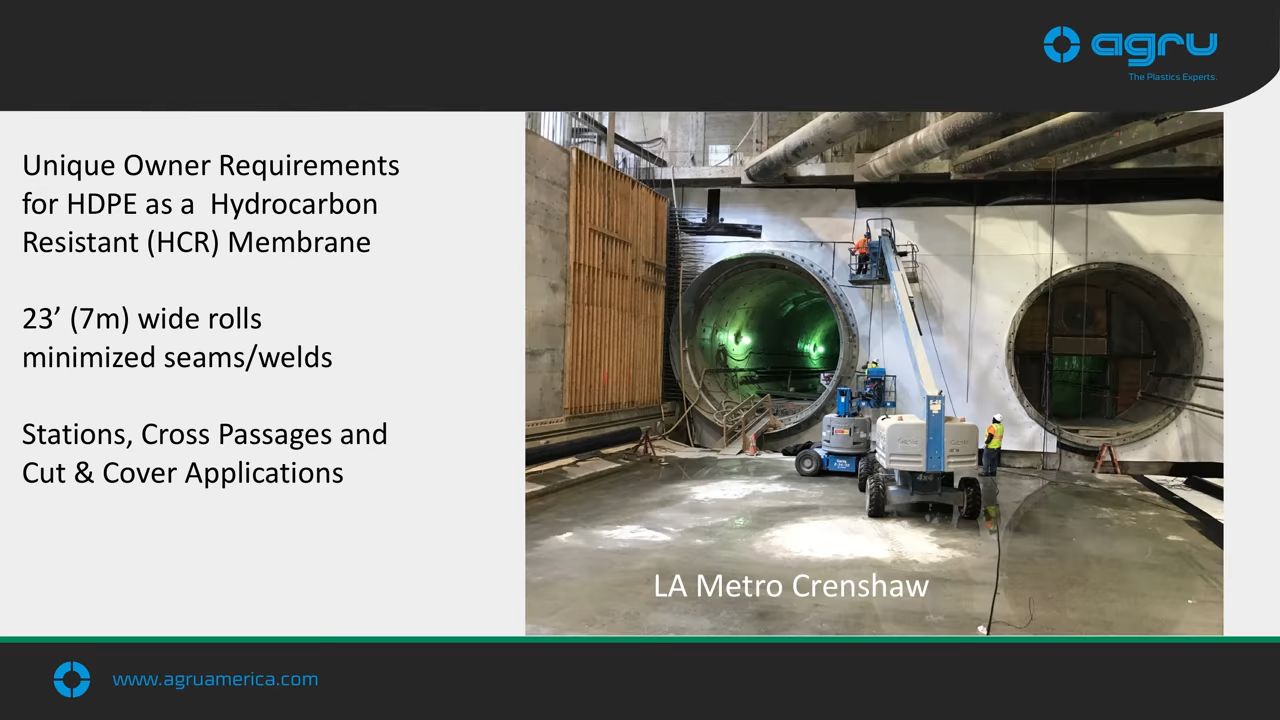 agru
The Plastics Experts.
Unique Owner Requirements
for HDPE as a  Hydrocarbon
Resistant (HCR) Membrane
23’ (7m) wide rolls
minimized seams/welds
Stations, Cross Passages and
Cut & Cover Applications
Genie
LA Metro Crenshaw
www.agruamerica.com